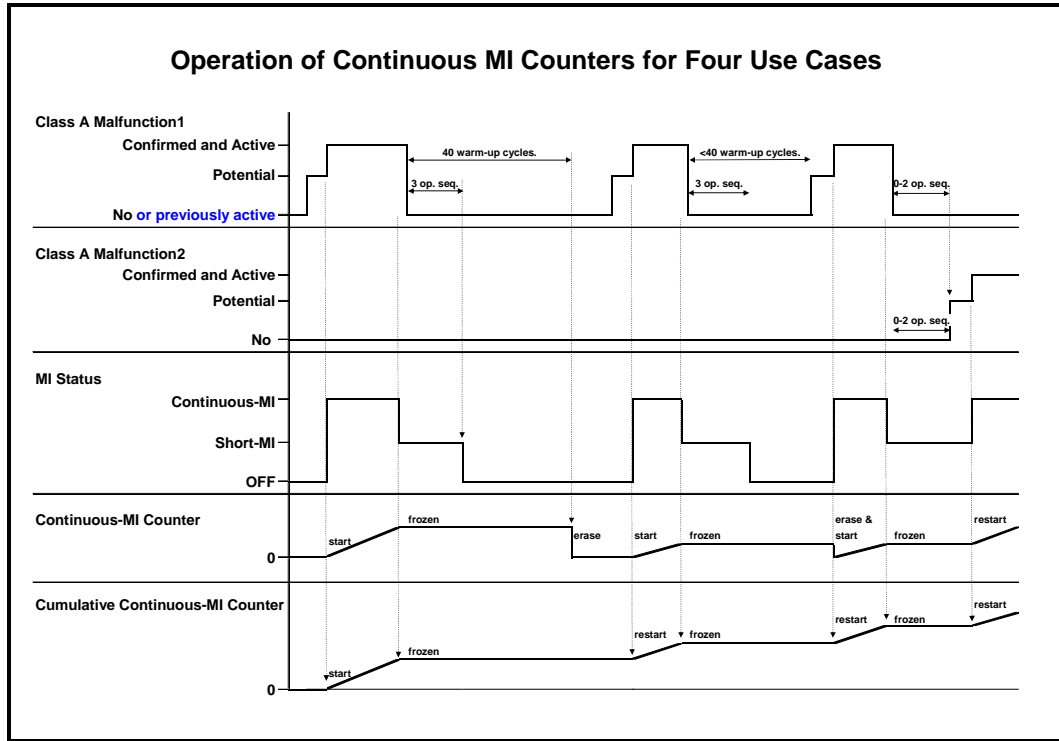 Operation of Continuous MI Counters for Four Use Cases
Class A Malfunction1
Confirmed and Active
Potential
No or previously active
40 warm-up cycles.
3 op. seq.
<40 warm-up cycles.
3 op. seq.
0-2 op. seq.
Class A Malfunction2
Confirmed and Active
Potential
No
0-2 op. seq.
MI Status
Continuous-MI
Short-MI
OFF
Continuous-MI Counter
0
start
frozen
erase
start
frozen
erase &
start
frozen
restart
Cumulative Continuous-MI Counter
0
start
frozen
restart
frozen
restart
frozen
restart